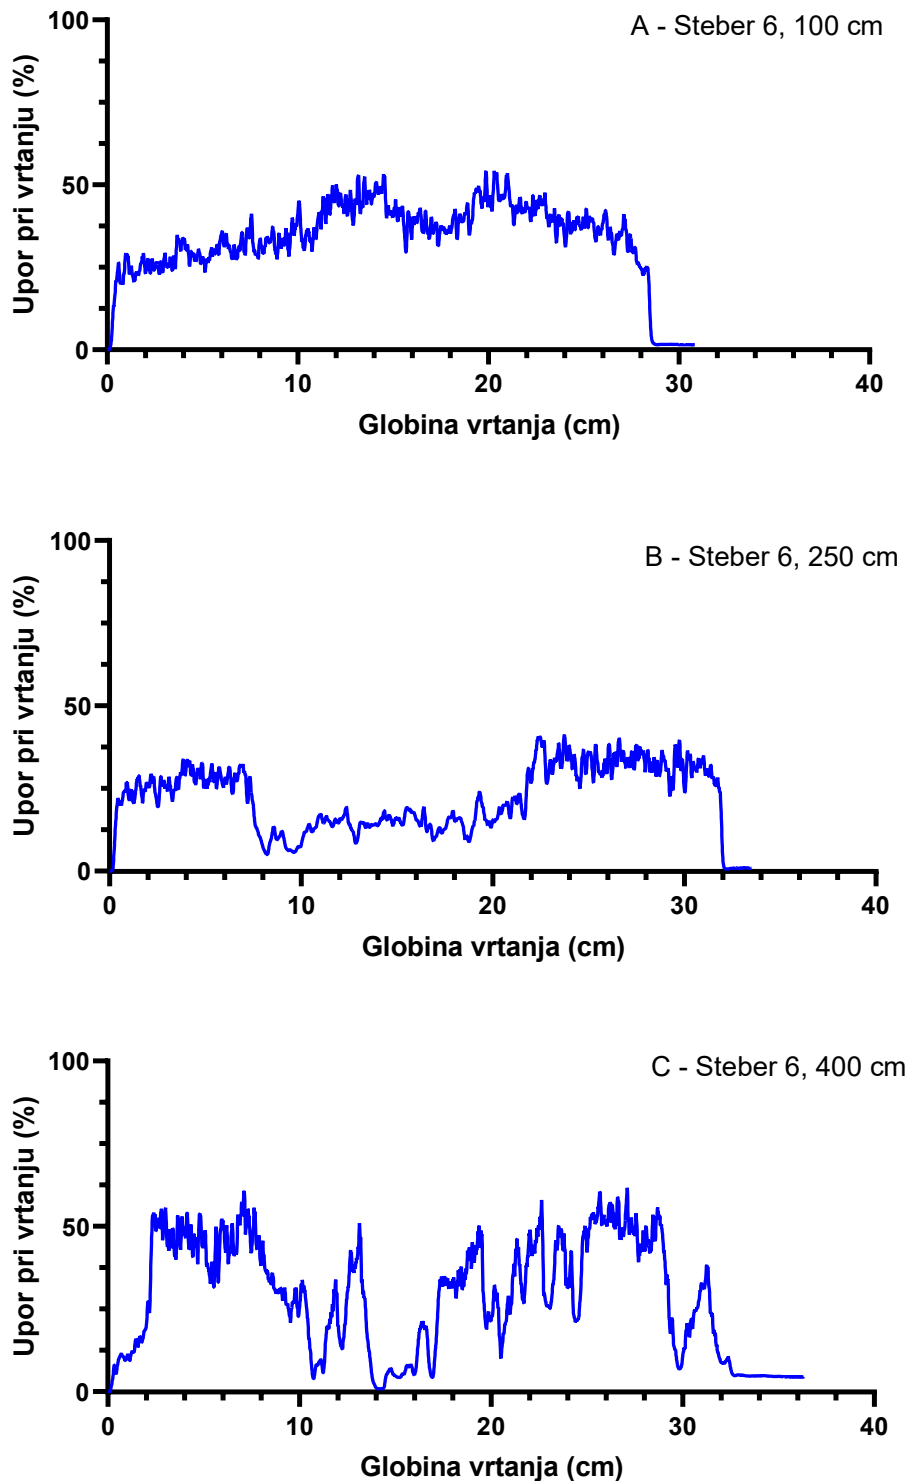 A - Steber 6, 100 cm
Upor pri vrtanju (%)
100
50
0
0 10 20 30 40
Globina vrtanja (cm)
B - Steber 6, 250 cm
Upor pri vrtanju (%)
100
50
0
0 10 20 30 40
Globina vrtanja (cm)
C - Steber 6, 400 cm
Upor pri vrtanju (%)
100
50
0
0 10 20 30 40
Globina vrtanja (cm)